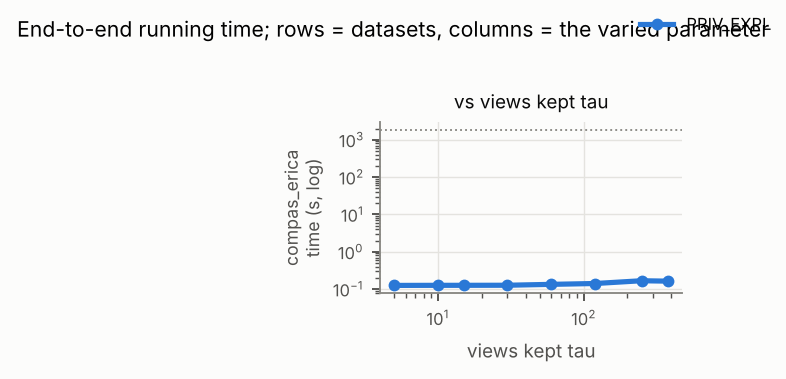 End-to-end running time; rows = datasets, columns = the varied parameter
PRIV_EXPL
vs views kept tau
compas_erica
time (s, log)
10³
10²
10¹
10⁰
10⁻¹
10¹ 10²
views kept tau